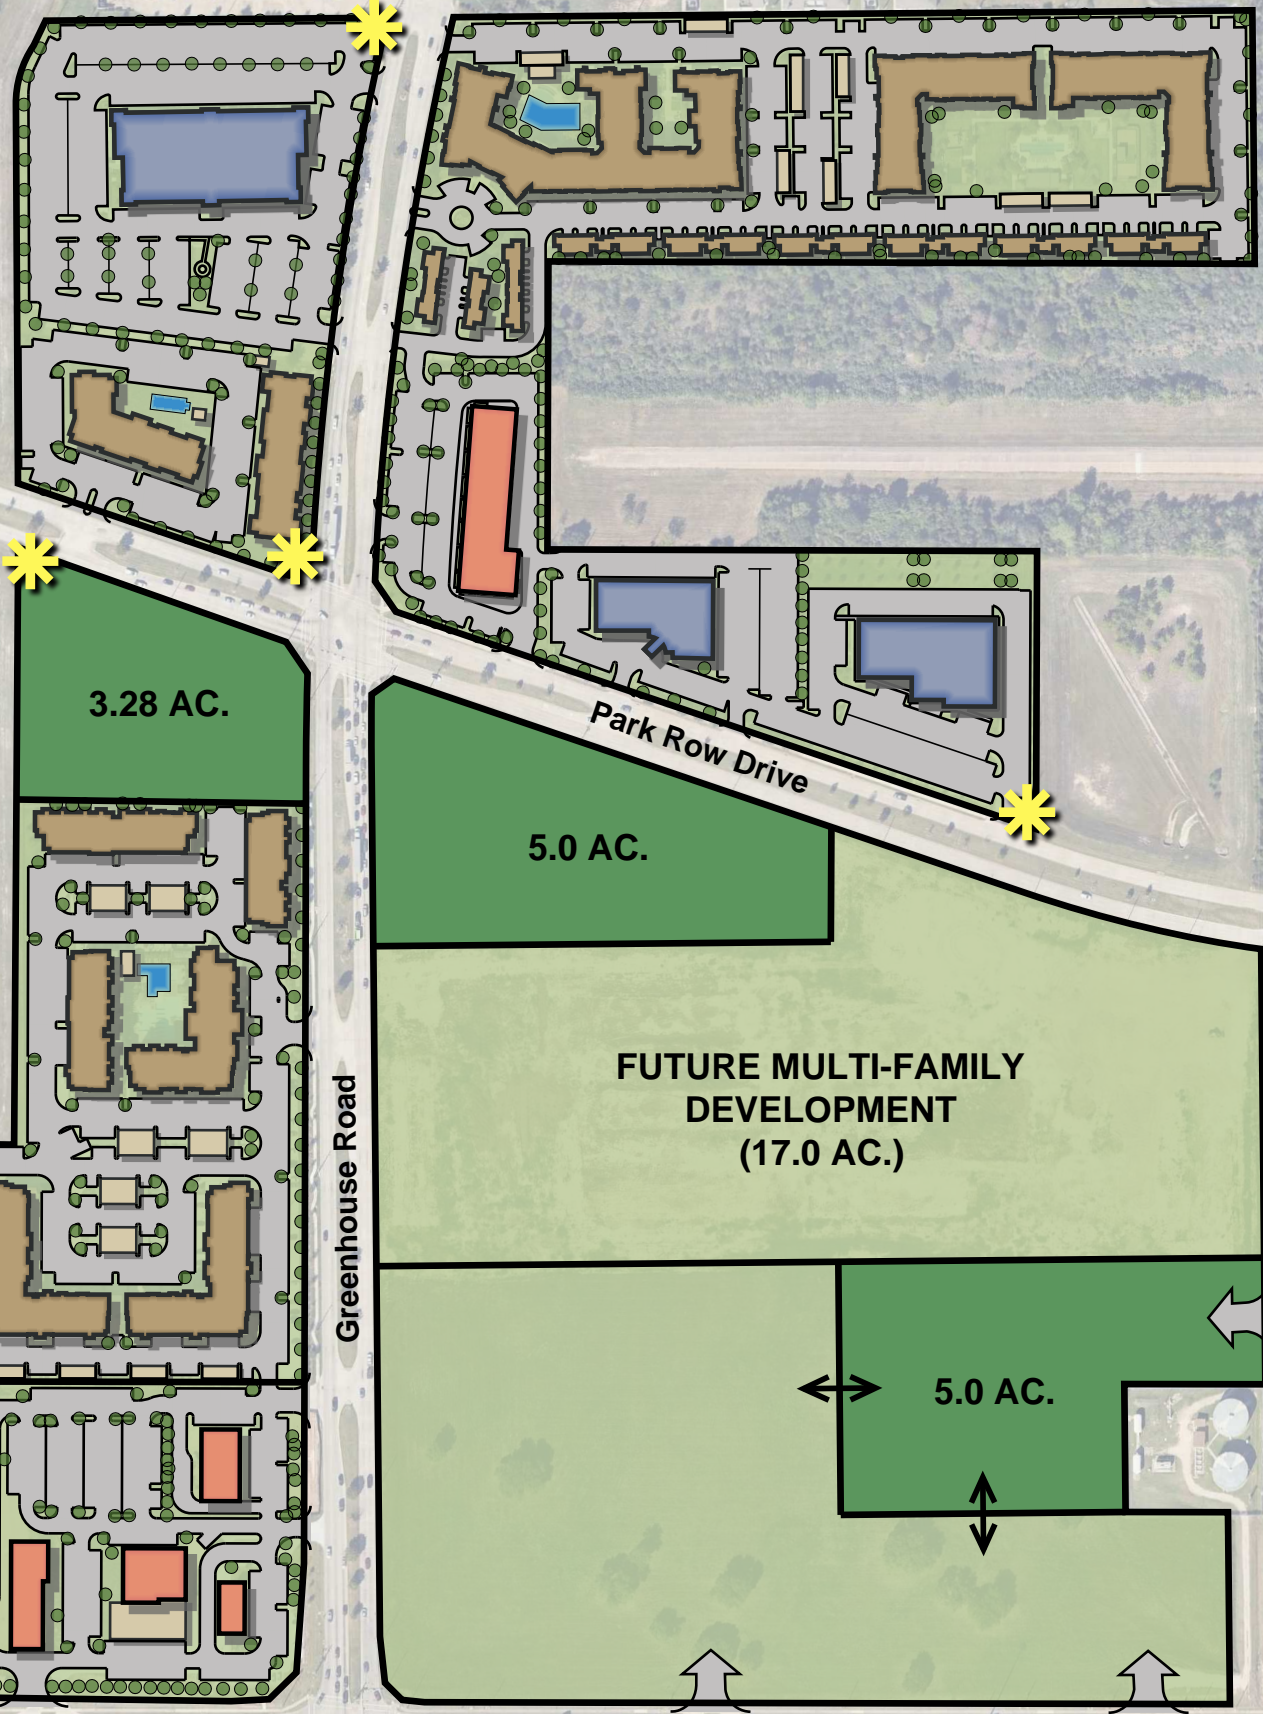 3.28 AC.
Park Row Drive
5.0 AC.
FUTURE MULTI-FAMILY
DEVELOPMENT
(17.0 AC.)
Greenhouse Road
5.0 AC.